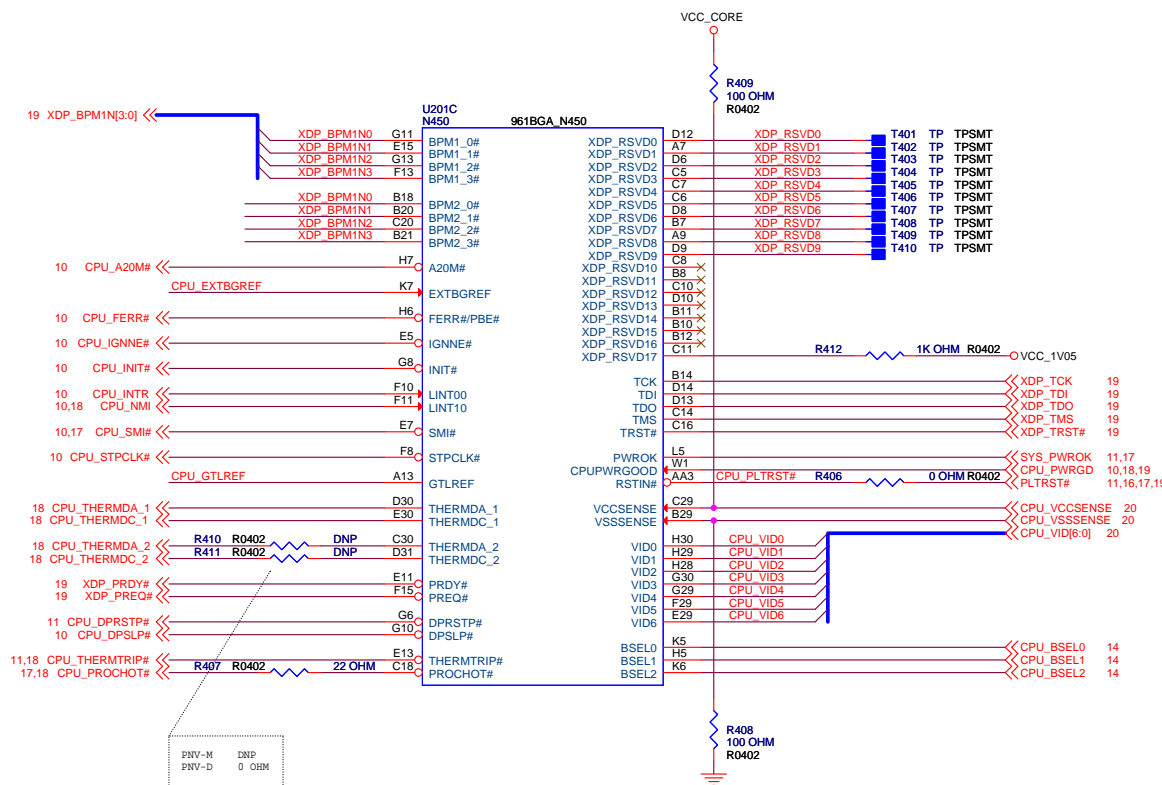 VCC_CORE
R409
100 OHM
R0402
19 XDP_BPM1N[3:0]
U201C
N450 961BGA_N450
XDP_BPM1N0 G11 BPM1_0# XDP_RSVD0 D12 XDP_RSVD0 T401 TP TPSMT
XDP_BPM1N1 E15 BPM1_1# XDP_RSVD1 A7 XDP_RSVD1 T402 TP TPSMT
XDP_BPM1N2 G13 BPM1_2# XDP_RSVD2 D6 XDP_RSVD2 T403 TP TPSMT
XDP_BPM1N3 F13 BPM1_3# XDP_RSVD3 C5 XDP_RSVD3 T404 TP TPSMT
XDP_RSVD4 C7 XDP_RSVD4 T405 TP TPSMT
XDP_BPM1N0 B18 BPM2_0# XDP_RSVD5 C6 XDP_RSVD5 T406 TP TPSMT
XDP_BPM1N1 B20 BPM2_1# XDP_RSVD6 D8 XDP_RSVD6 T407 TP TPSMT
XDP_BPM1N2 C20 BPM2_2# XDP_RSVD7 B7 XDP_RSVD7 T408 TP TPSMT
XDP_BPM1N3 B21 BPM2_3# XDP_RSVD8 A9 XDP_RSVD8 T409 TP TPSMT
XDP_RSVD9 D9 XDP_RSVD9 T410 TP TPSMT
10 CPU_A20M# H7 A20M# XDP_RSVD10 C8
XDP_RSVD11 B8
CPU_EXTBGREF K7 EXTBGREF XDP_RSVD12 C10
XDP_RSVD13 D10
10 CPU_FERR# H6 FERR#/PBE# XDP_RSVD14 B11
XDP_RSVD15 B10
10 CPU_IGNNE# E5 IGNNE# XDP_RSVD16 B12
XDP_RSVD17 C11 R412 1K OHM R0402 VCC_1V05
10 CPU_INIT# G8 INIT#
TCK B14 XDP_TCK 19
10 CPU_INTR F10 LINT00 TDI D14 XDP_TDI 19
10,18 CPU_NMI F11 LINT10 TDO D13 XDP_TDO 19
TMS C14 XDP_TMS 19
10,17 CPU_SMI# E7 SMI# TRST# C16 XDP_TRST# 19
10 CPU_STPCLK# F8 STPCLK# PWROK L5 SYS_PWROK 11,17
CPUPWRGOOD W1 CPU_PWRGD 10,18,19
CPU_GTLREF A13 GTLREF RSTIN# AA3 CPU_PLTRST# R406 0 OHM R0402 PLTRST# 11,16,17,19
18 CPU_THERMDA_1 D30 THERMDA_1 VCCSENSE C29 CPU_VCCSENSE 20
18 CPU_THERMDC_1 E30 THERMDC_1 VSSSENSE B29 CPU_VSSSENSE 20
CPU_VID[6:0] 20
18 CPU_THERMDA_2 R410 R0402 DNP C30 THERMDA_2 VID0 H30 CPU_VID0
18 CPU_THERMDC_2 R411 R0402 DNP D31 THERMDC_2 VID1 H29 CPU_VID1
VID2 H28 CPU_VID2
19 XDP_PRDY# E11 PRDY# VID3 G30 CPU_VID3
19 XDP_PREQ# F15 PREQ# VID4 G29 CPU_VID4
VID5 F29 CPU_VID5
11 CPU_DPRSTP# G6 DPRSTP# VID6 E29 CPU_VID6
10 CPU_DPSLP# G10 DPSLP#
BSEL0 K5 CPU_BSEL0 14
11,18 CPU_THERMTRIP# E13 THERMTRIP# BSEL1 H5 CPU_BSEL1 14
17,18 CPU_PROCHOT# R407 R0402 22 OHM C18 PROCHOT# BSEL2 K6 CPU_BSEL2 14
R408
100 OHM
R0402
PNV-M DNP
PNV-D 0 OHM